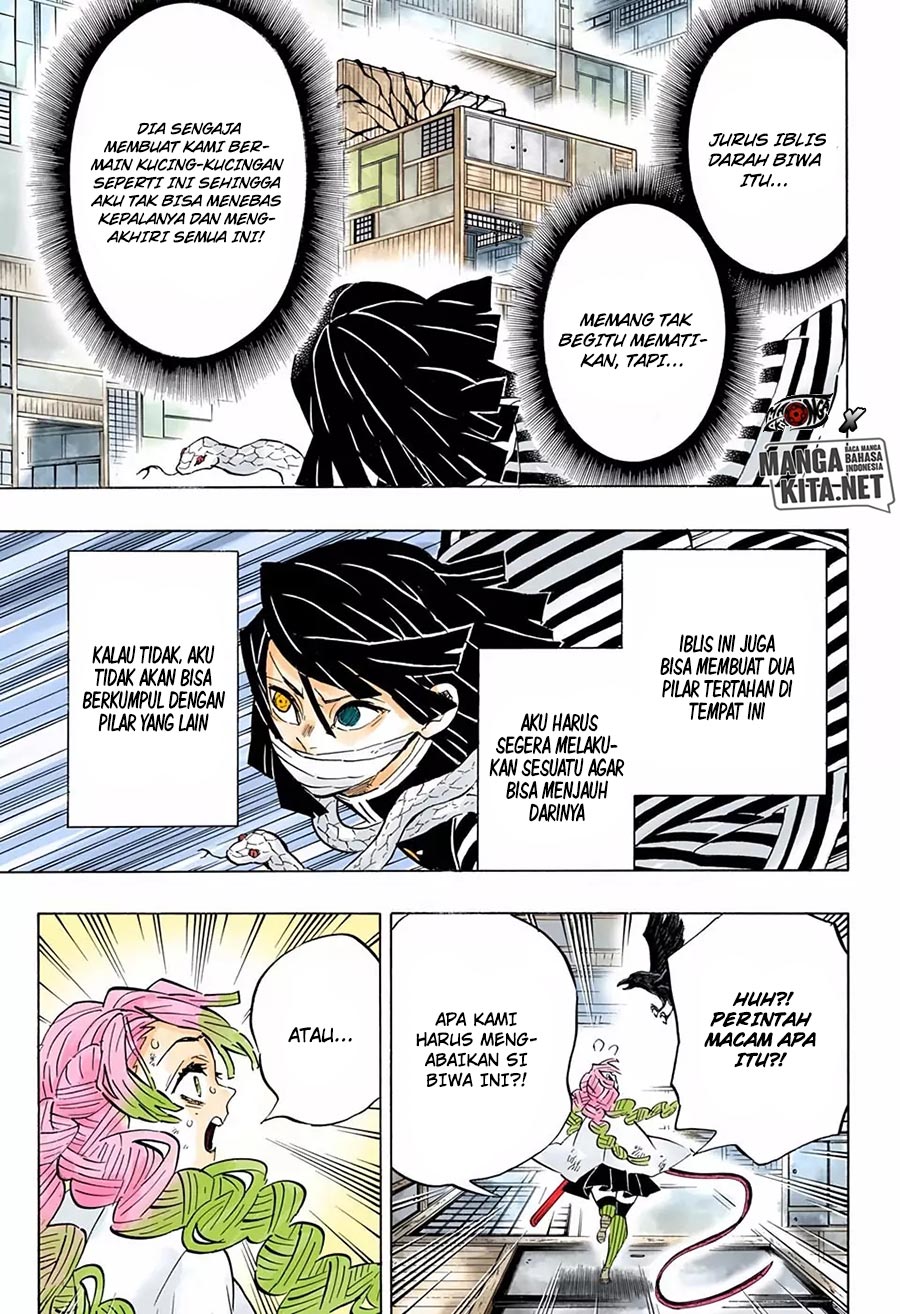 JURUS IBLIS
DARAH BIWA
ITU...
MEMANG TAK
BEGITU MEMATI-
KAN, TAPI...
DIA SENGAJA
MEMBUAT KAMI BER-
MAIN KUCING-KUCINGAN
SEPERTI INI SEHINGGA
AKU TAK BISA MENEBAS
KEPALANYA DAN MENG-
AKHIRI SEMUA INI!
X
MANGA
KITA.NET
BACA MANGA
BAHASA
INDONESIA
IBLIS INI JUGA
BISA MEMBUAT DUA
PILAR TERTAHAN DI
TEMPAT INI
AKU HARUS
SEGERA MELAKU-
KAN SESUATU AGAR
BISA MENJAUH
DARINYA
KALAU TIDAK, AKU
TIDAK AKAN BISA
BERKUMPUL DENGAN
PILAR YANG LAIN
HUH?!
PERINTAH
MACAM APA
ITU?!
APA KAMI
HARUS MENG-
ABAIKAN SI
BIWA INI?!
ATAU...